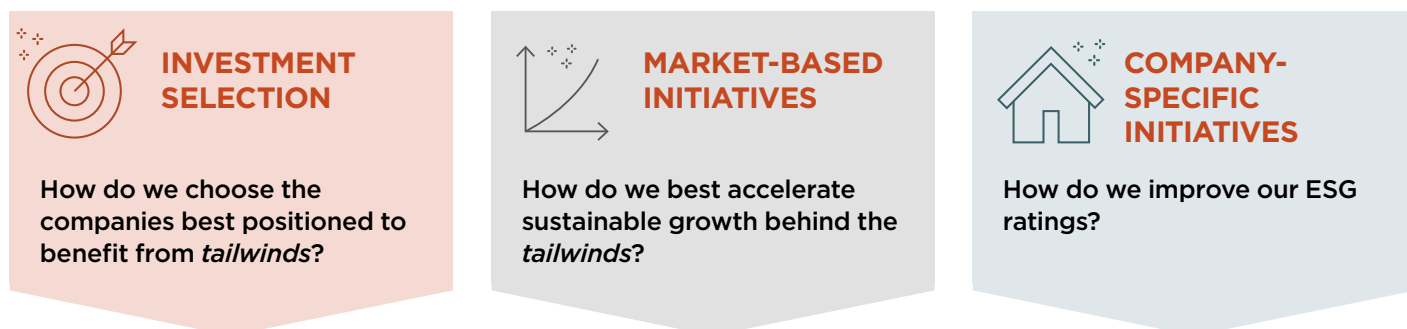 INVESTMENT
SELECTION
How do we choose the
companies best positioned to
benefit from tailwinds?
MARKET-BASED
INITIATIVES
How do we best accelerate
sustainable growth behind the
tailwinds?
COMPANY-
SPECIFIC
INITIATIVES
How do we improve our ESG
ratings?